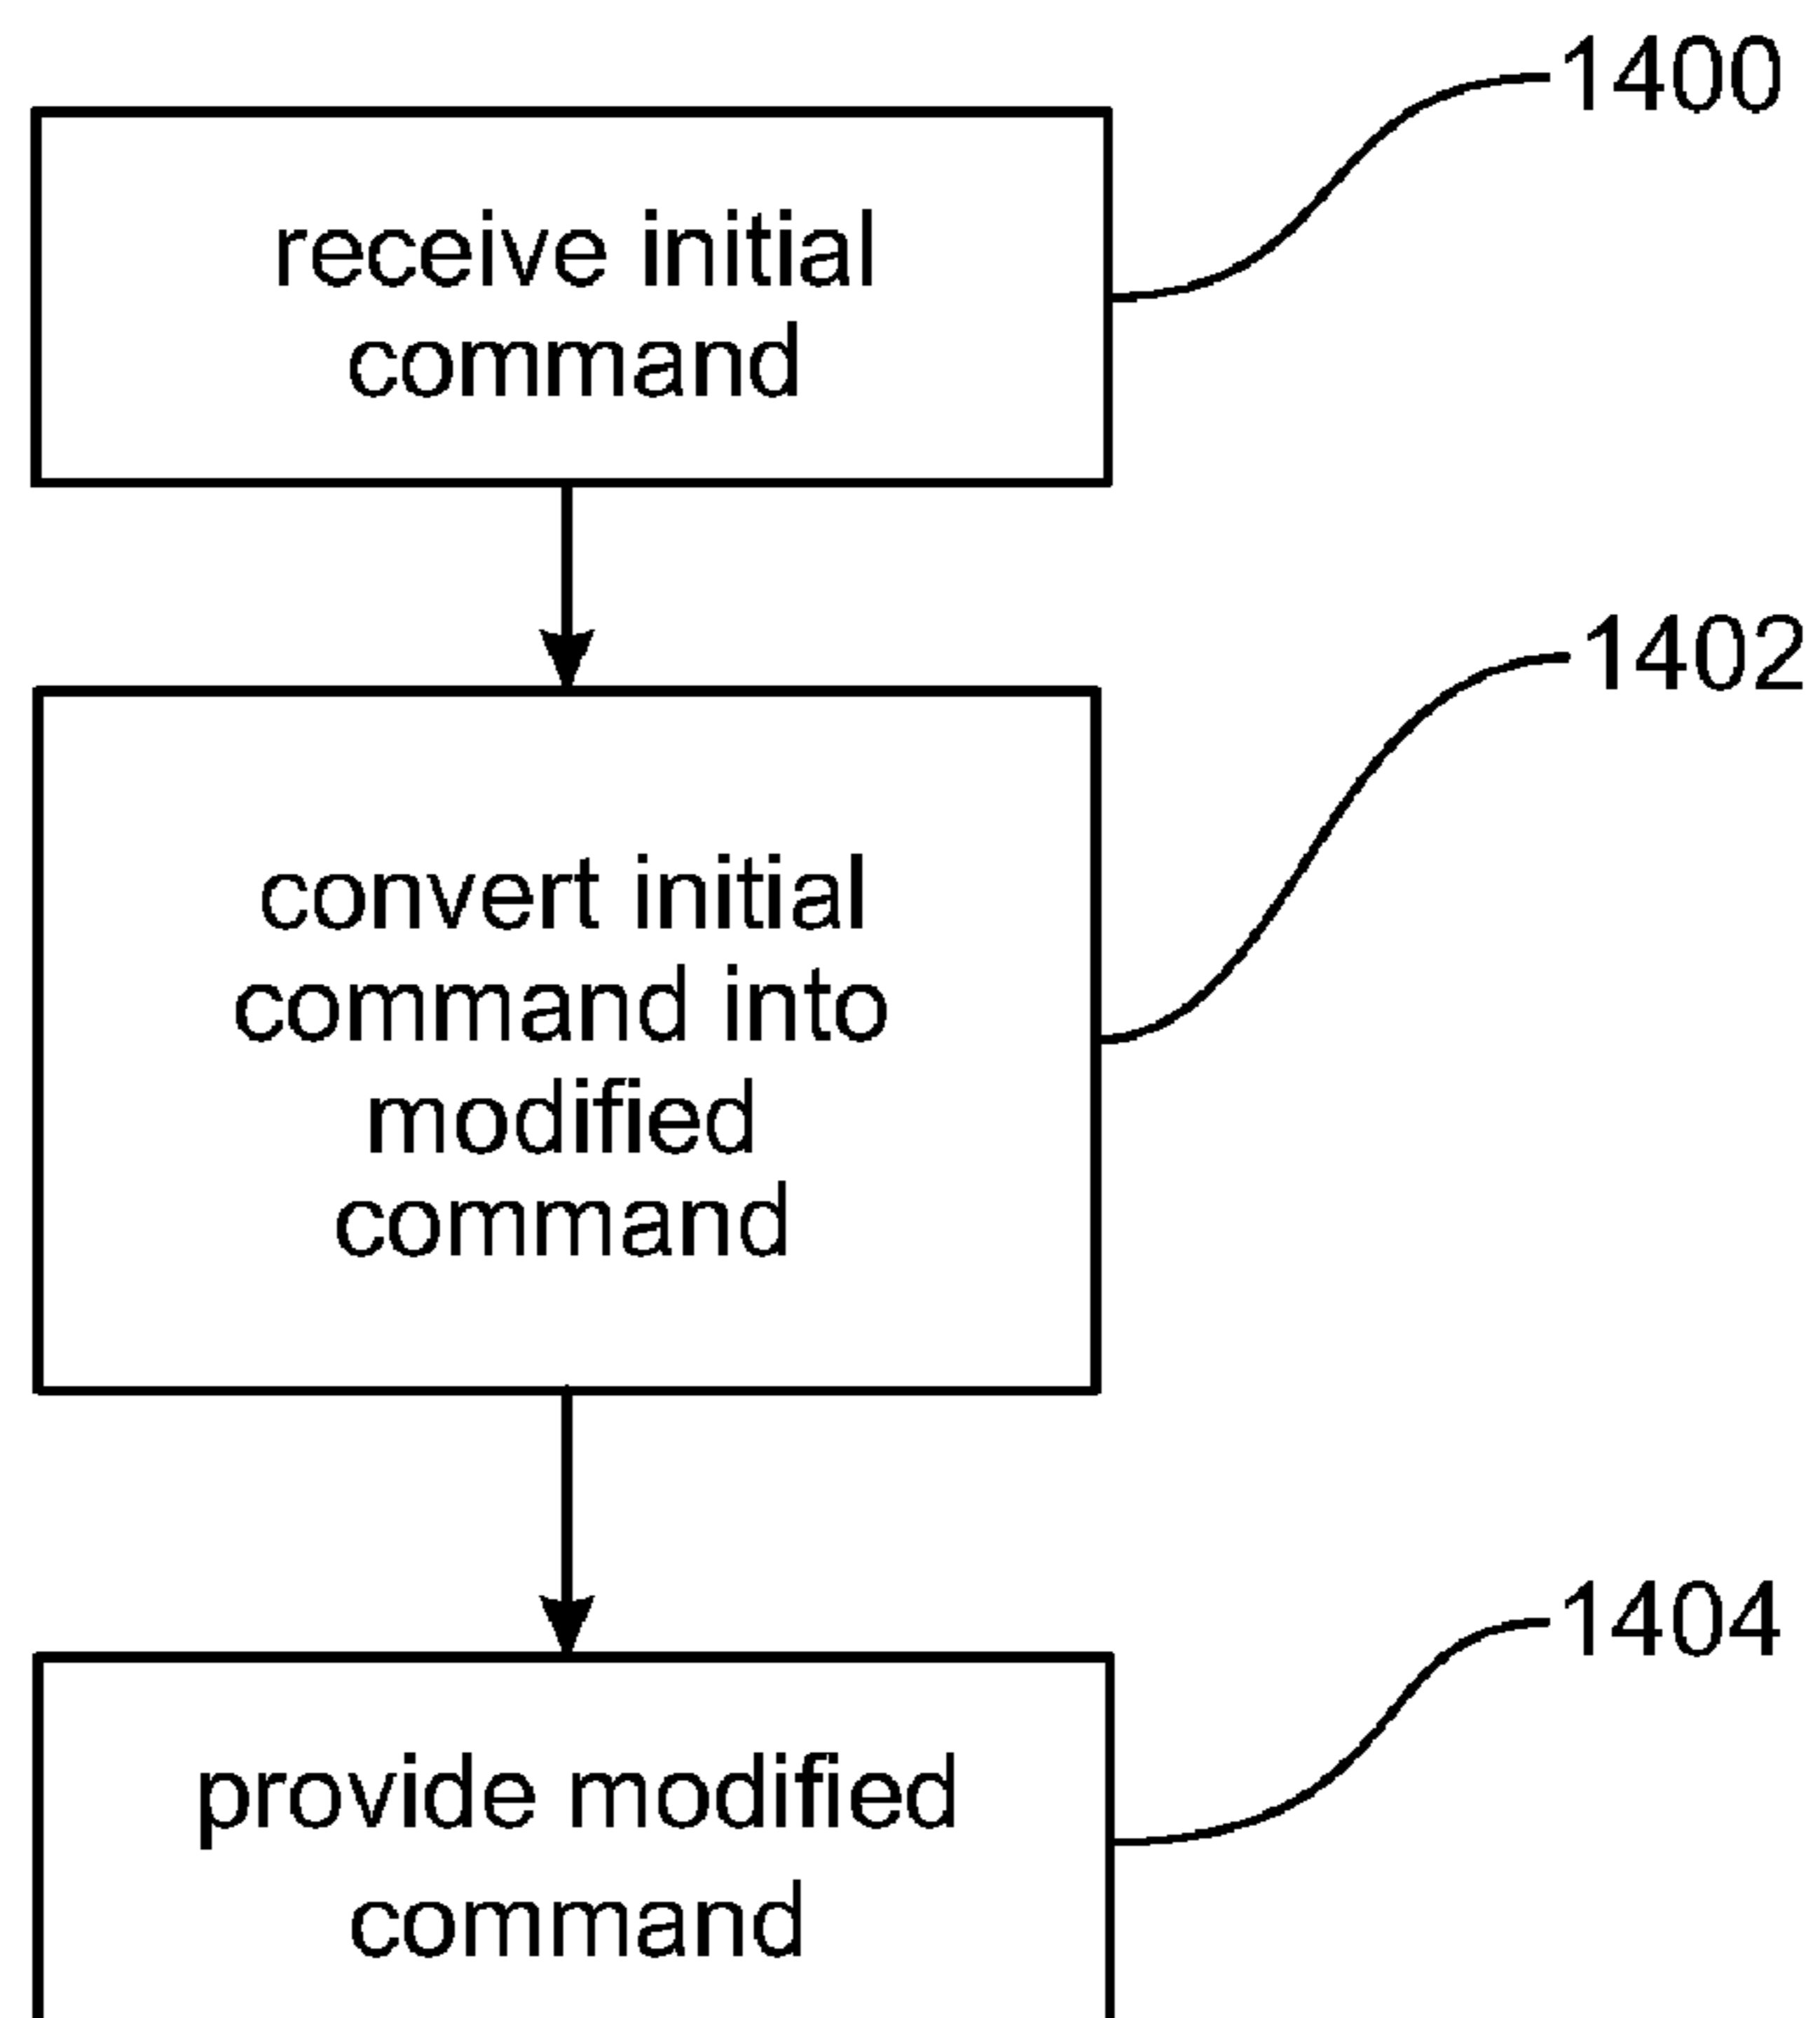 1400
receive initial
command
1402
convert initial
command into
modified
command
1404
provide modified
command